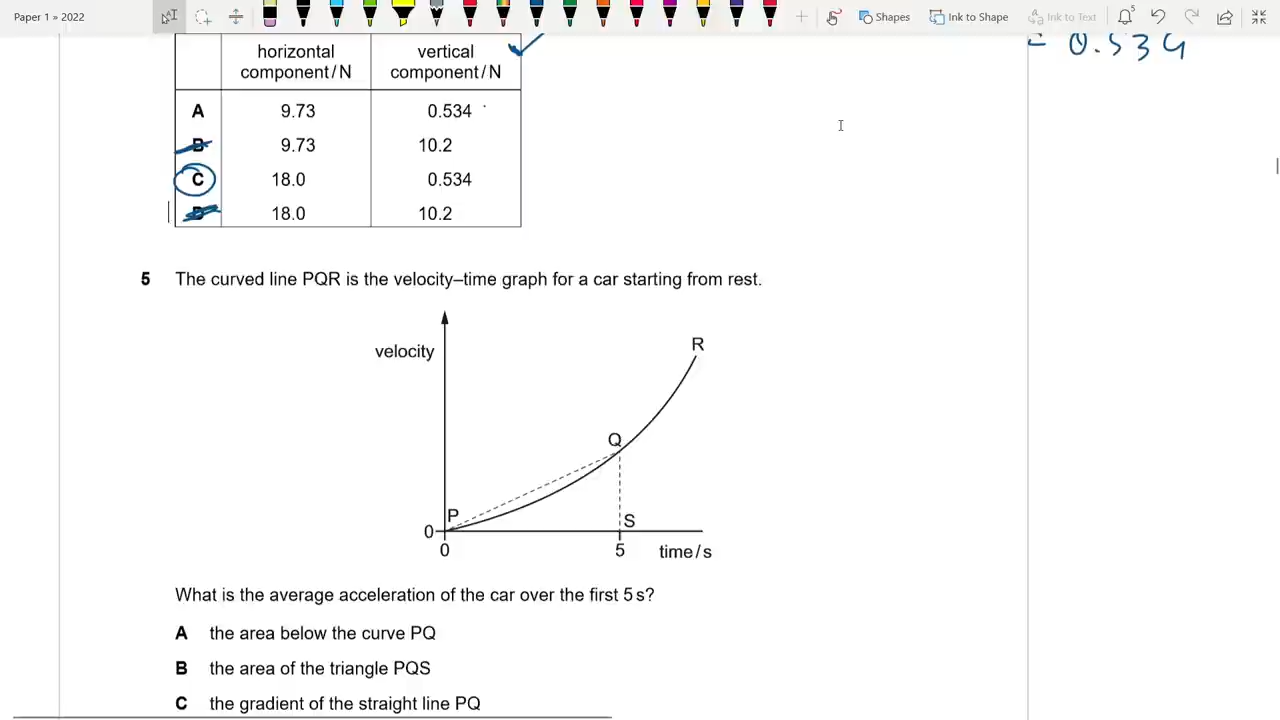 Paper 1 » 2022
Shapes
Ink to Shape
Ink to Text
= 0.534
horizontal component / N
vertical component / N
A 9.73 0.534
B 9.73 10.2
C 18.0 0.534
D 18.0 10.2
5 The curved line PQR is the velocity–time graph for a car starting from rest.
velocity
R
Q
P
S
0
0 5 time / s
What is the average acceleration of the car over the first 5 s?
A the area below the curve PQ
B the area of the triangle PQS
C the gradient of the straight line PQ